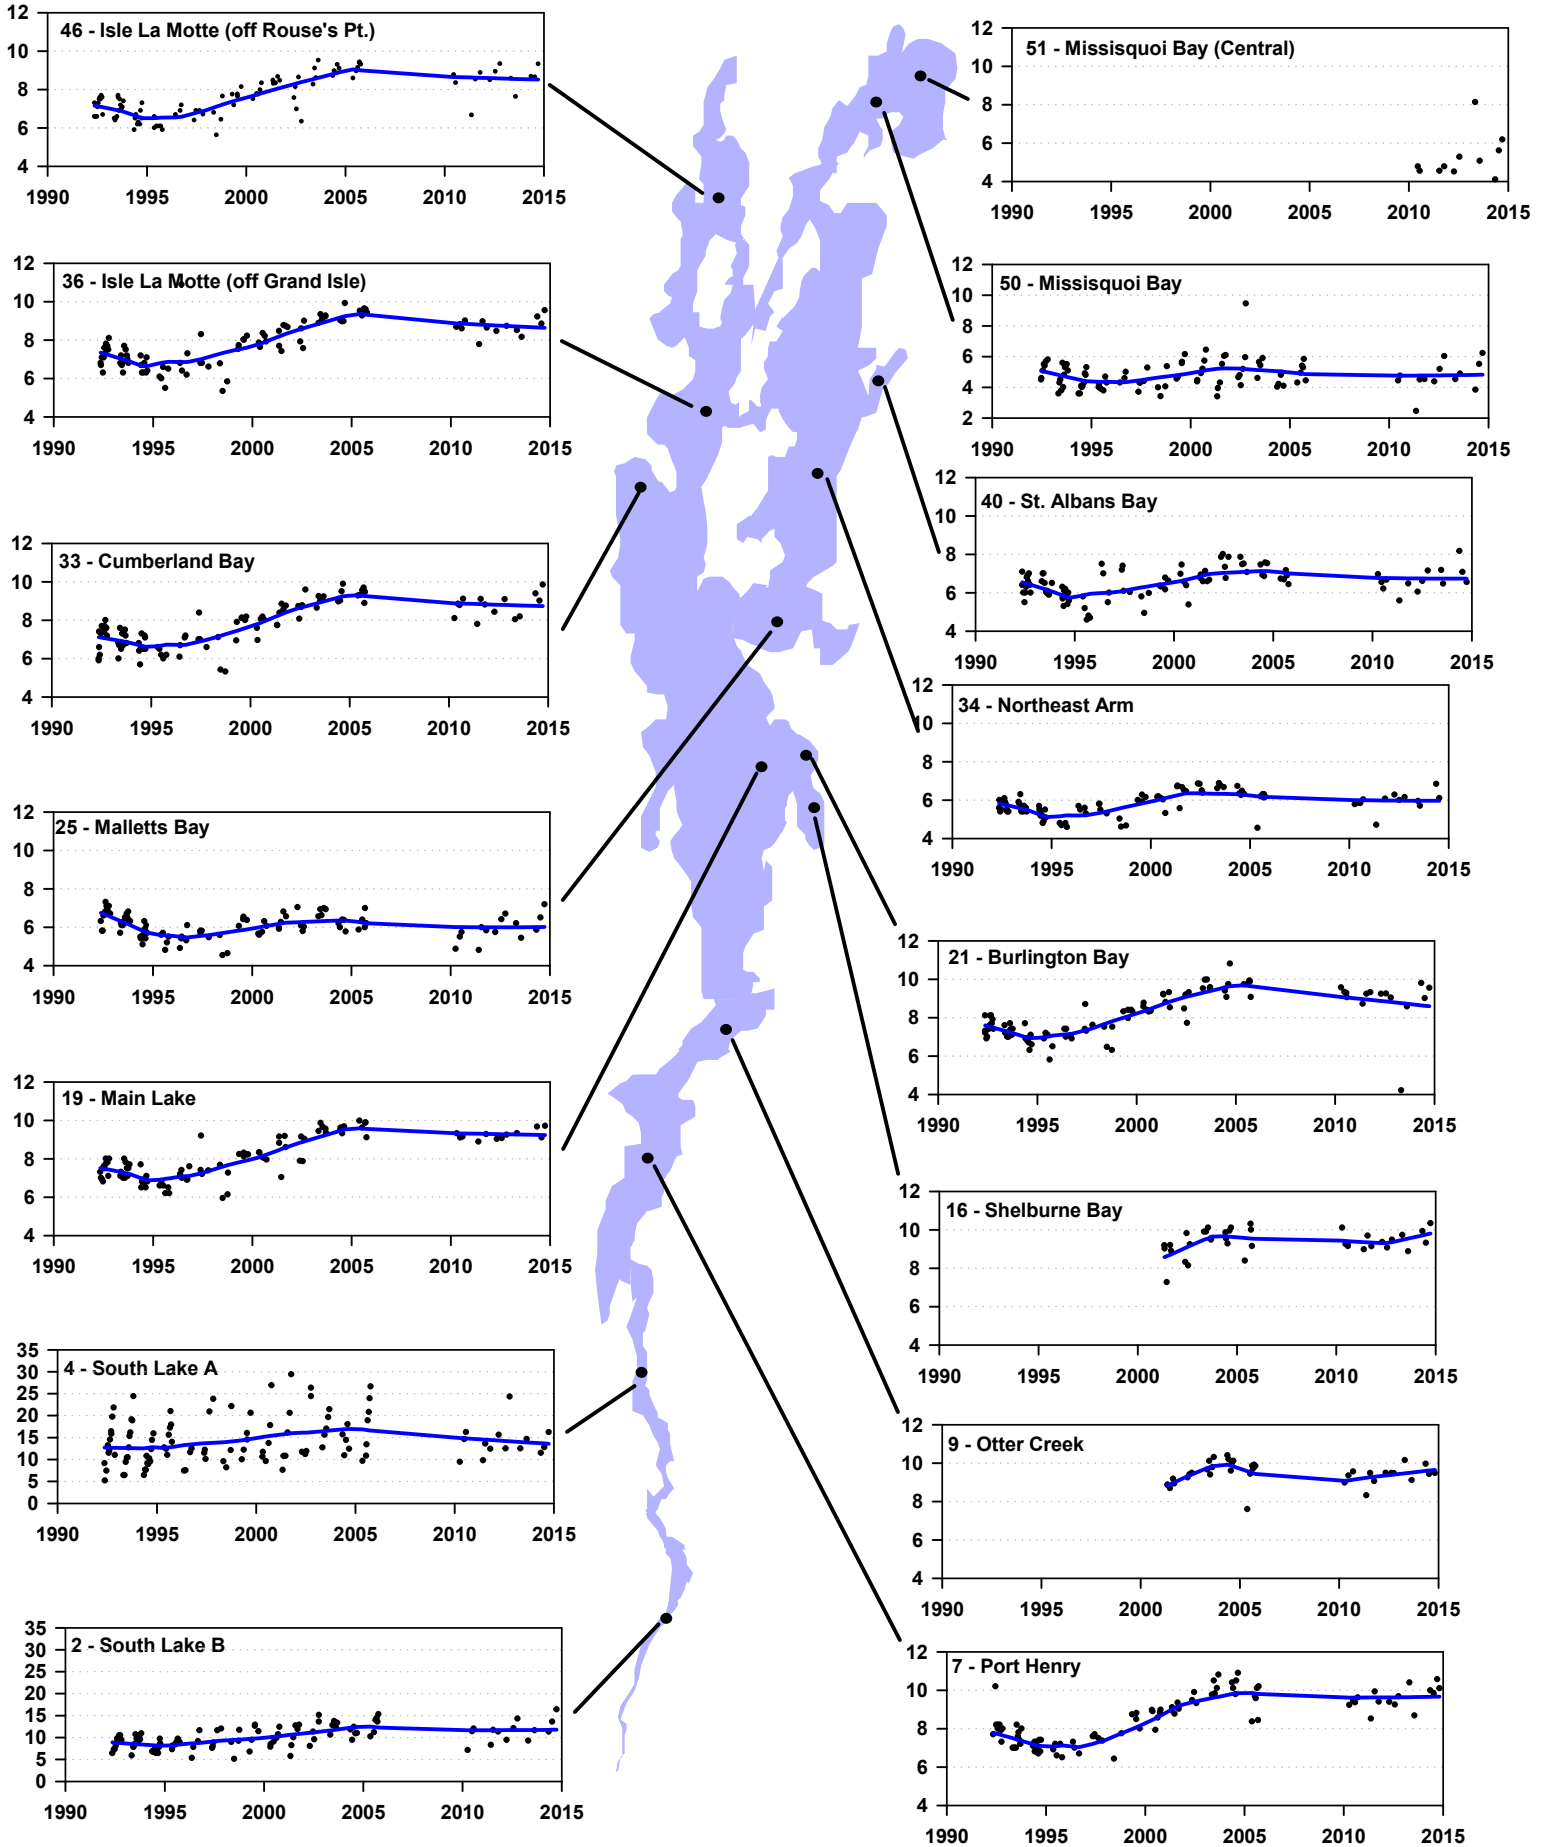 46 - Isle La Motte (off Rouse's Pt.)
12
10
8
6
4
1990 1995 2000 2005 2010 2015
51 - Missisquoi Bay (Central)
12
10
8
6
4
1990 1995 2000 2005 2010 2015
36 - Isle La Motte (off Grand Isle)
12
10
8
6
4
1990 1995 2000 2005 2010 2015
50 - Missisquoi Bay
12
10
8
6
4
2
1990 1995 2000 2005 2010 2015
40 - St. Albans Bay
12
10
8
6
4
1990 1995 2000 2005 2010 2015
33 - Cumberland Bay
12
10
8
6
4
1990 1995 2000 2005 2010 2015
34 - Northeast Arm
12
10
8
6
4
1990 1995 2000 2005 2010 2015
25 - Malletts Bay
12
10
8
6
4
1990 1995 2000 2005 2010 2015
21 - Burlington Bay
12
10
8
6
4
1990 1995 2000 2005 2010 2015
19 - Main Lake
12
10
8
6
4
1990 1995 2000 2005 2010 2015
16 - Shelburne Bay
12
10
8
6
4
1990 1995 2000 2005 2010 2015
4 - South Lake A
35
30
25
20
15
10
5
0
1990 1995 2000 2005 2010 2015
9 - Otter Creek
12
10
8
6
4
1990 1995 2000 2005 2010 2015
2 - South Lake B
35
30
25
20
15
10
5
0
1990 1995 2000 2005 2010 2015
7 - Port Henry
12
10
8
6
4
1990 1995 2000 2005 2010 2015